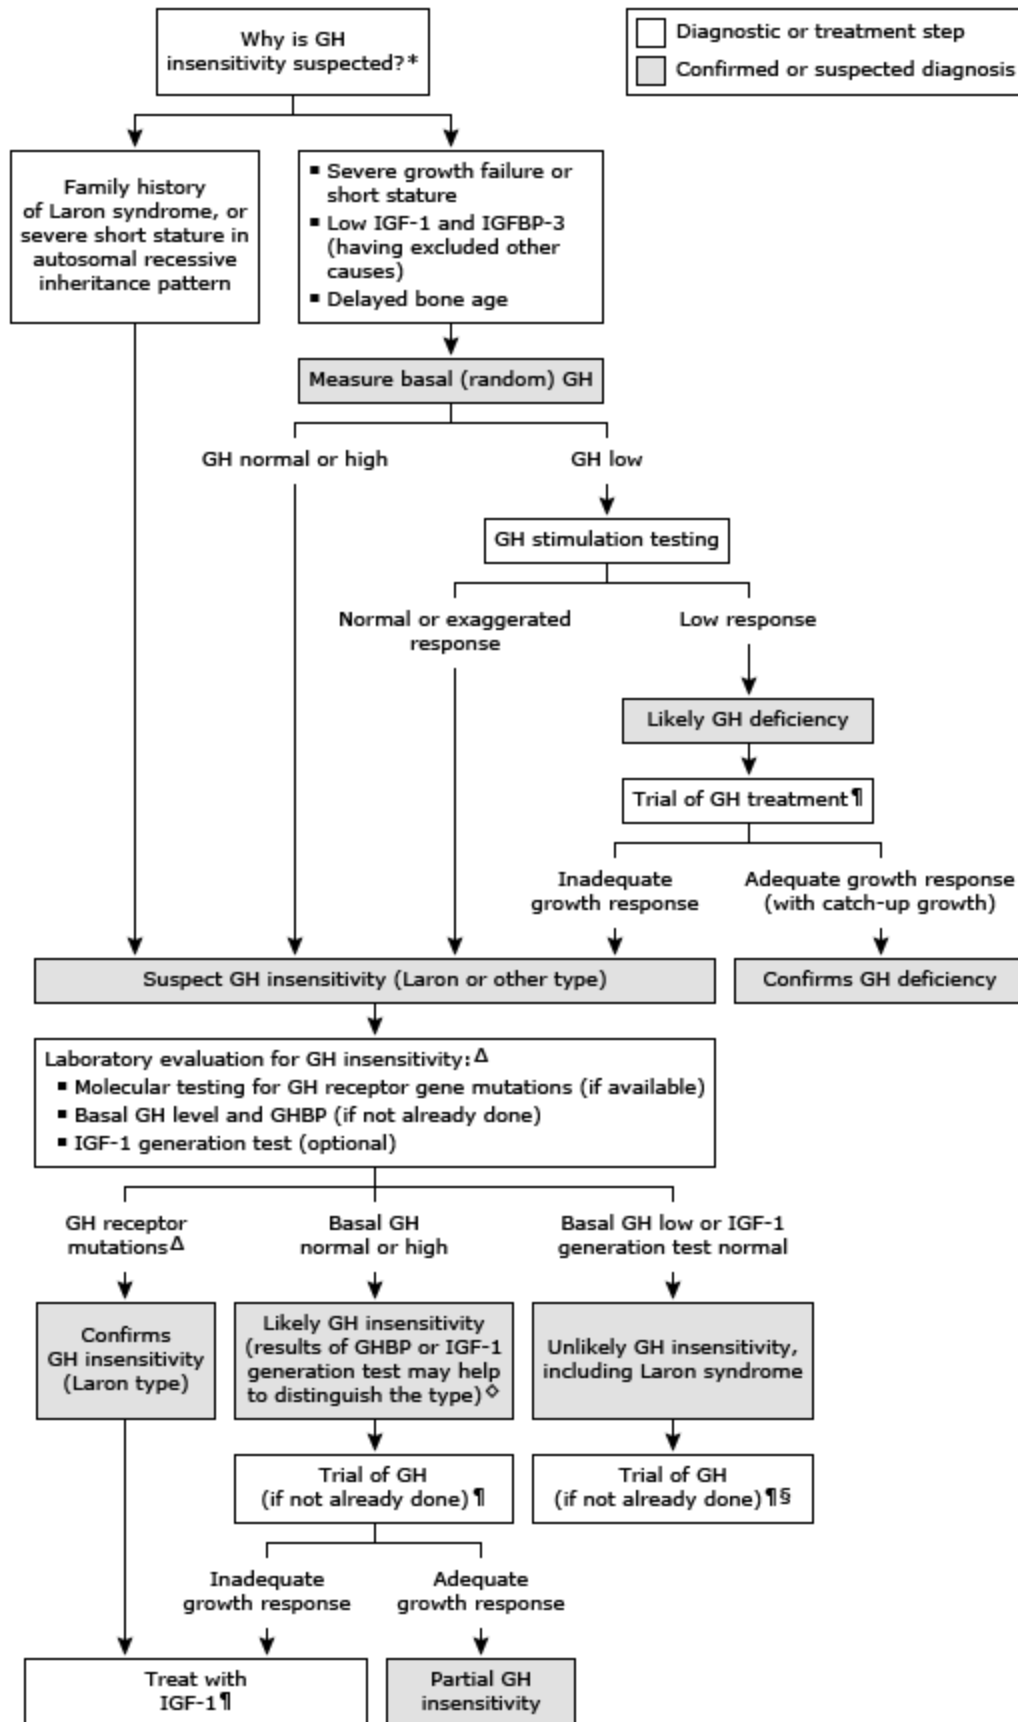 Why is GH
insensitivity suspected?*
Diagnostic or treatment step
Confirmed or suspected diagnosis
Family history
of Laron syndrome, or
severe short stature in
autosomal recessive
inheritance pattern
▪ Severe growth failure or
short stature
▪ Low IGF-1 and IGFBP-3
(having excluded other
causes)
▪ Delayed bone age
Measure basal (random) GH
GH normal or high
GH low
GH stimulation testing
Normal or exaggerated
response
Low response
Likely GH deficiency
Trial of GH treatment¶
Inadequate
growth response
Adequate growth response
(with catch-up growth)
Suspect GH insensitivity (Laron or other type)
Confirms GH deficiency
Laboratory evaluation for GH insensitivity:Δ
▪ Molecular testing for GH receptor gene mutations (if available)
▪ Basal GH level and GHBP (if not already done)
▪ IGF-1 generation test (optional)
GH receptor
mutationsΔ
Basal GH
normal or high
Basal GH low or IGF-1
generation test normal
Confirms
GH insensitivity
(Laron type)
Likely GH insensitivity
(results of GHBP or IGF-1
generation test may help
to distinguish the type)◇
Unlikely GH insensitivity,
including Laron syndrome
Trial of GH
(if not already done)¶
Trial of GH
(if not already done)¶§
Inadequate
growth response
Adequate
growth response
Treat with
IGF-1¶
Partial GH
insensitivity